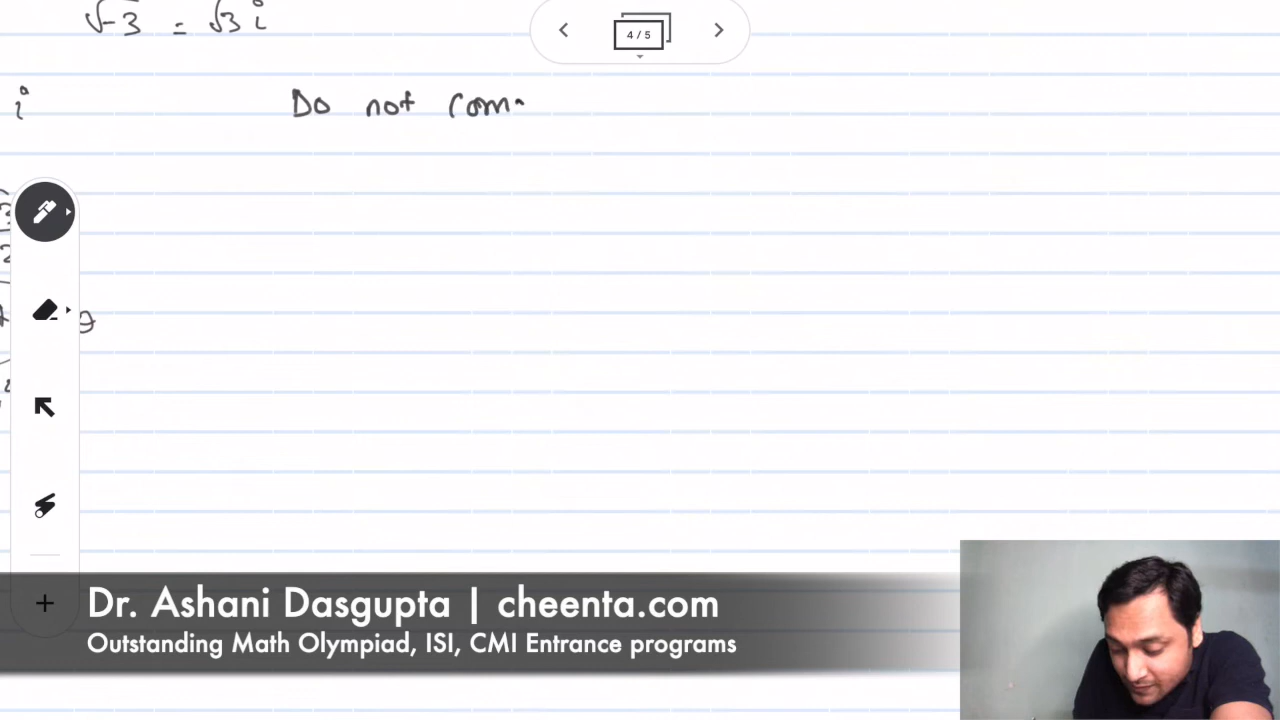 √-3 = √3 i
4 / 5
i Do not com
Dr. Ashani Dasgupta | cheenta.com
Outstanding Math Olympiad, ISI, CMI Entrance programs